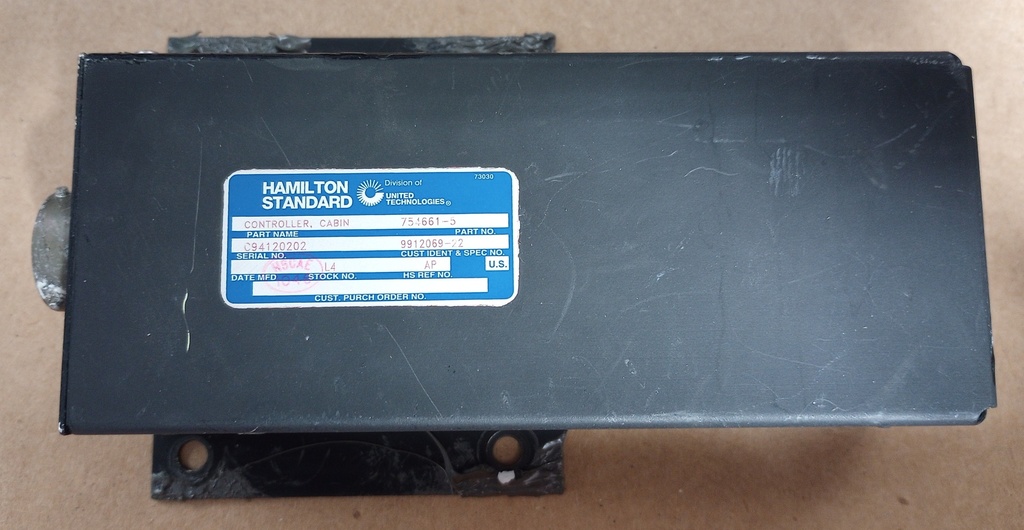 73030
HAMILTON STANDARD
Division of
UNITED TECHNOLOGIES®
CONTROLLER, CABIN 754661-5
PART NAME PART NO.
C94120202 9912069-22
SERIAL NO. CUST IDENT & SPEC NO.
L4 AP U.S.
DATE MFD STOCK NO. HS REF NO.
CUST. PURCH ORDER NO.